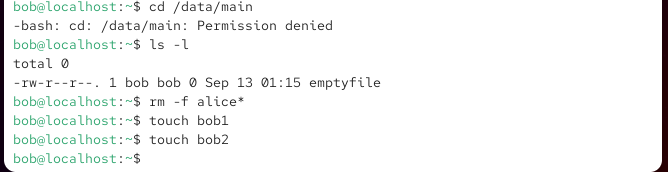 bob@localhost:~$ cd /data/main
-bash: cd: /data/main: Permission denied
bob@localhost:~$ ls -l
total 0
-rw-r--r--. 1 bob bob 0 Sep 13 01:15 emptyfile
bob@localhost:~$ rm -f alice*
bob@localhost:~$ touch bob1
bob@localhost:~$ touch bob2
bob@localhost:~$